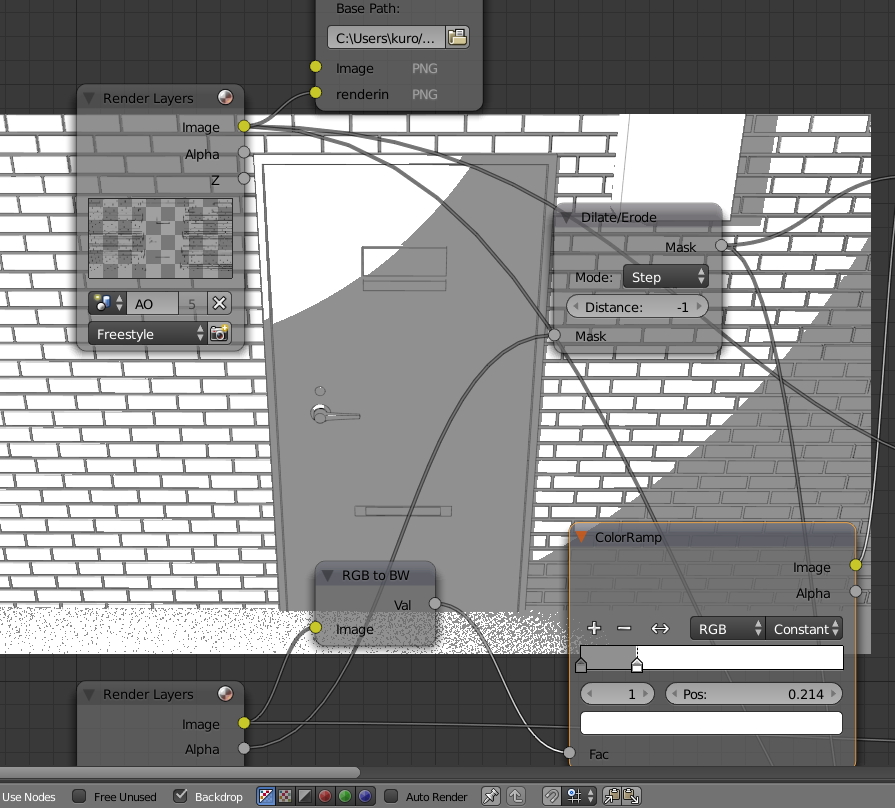 Base Path:
C:\Users\kuro/...
Image PNG
renderin PNG
Render Layers
Image
Alpha
Z
AO 5
Freestyle
Dilate/Erode
Mask
Mode: Step
Distance: -1
Mask
ColorRamp
Image
Alpha
RGB Constant
1 Pos: 0.214
Fac
RGB to BW
Val
Image
Render Layers
Image
Alpha
Use Nodes Free Unused Backdrop Auto Render